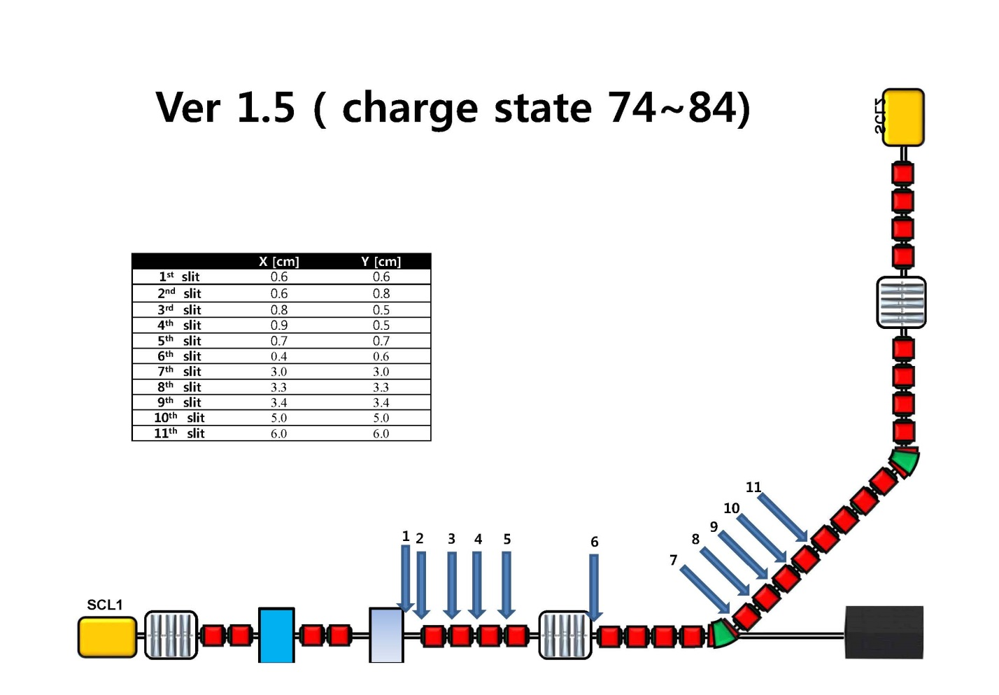 Ver 1.5 ( charge state 74~84)
SCL2
X [cm] Y [cm]
1st slit 0.6 0.6
2nd slit 0.6 0.8
3rd slit 0.8 0.5
4th slit 0.9 0.5
5th slit 0.7 0.7
6th slit 0.4 0.6
7th slit 3.0 3.0
8th slit 3.3 3.3
9th slit 3.4 3.4
10th slit 5.0 5.0
11th slit 6.0 6.0
11
10
9
8
7
1 2 3 4 5 6
SCL1